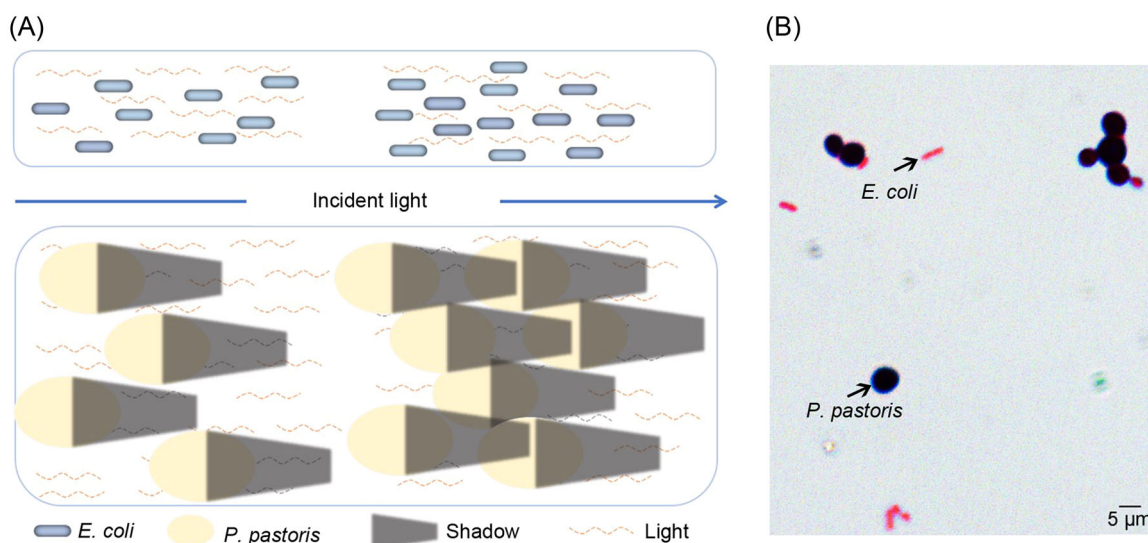 (A)
(B)
Incident light
E. coli
P. pastoris
E. coli
P. pastoris
Shadow
Light
5 μm